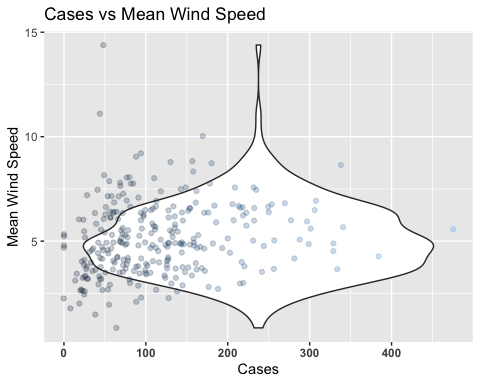 Cases vs Mean Wind Speed
15
10
5
Mean Wind Speed
0 100 200 300 400
Cases